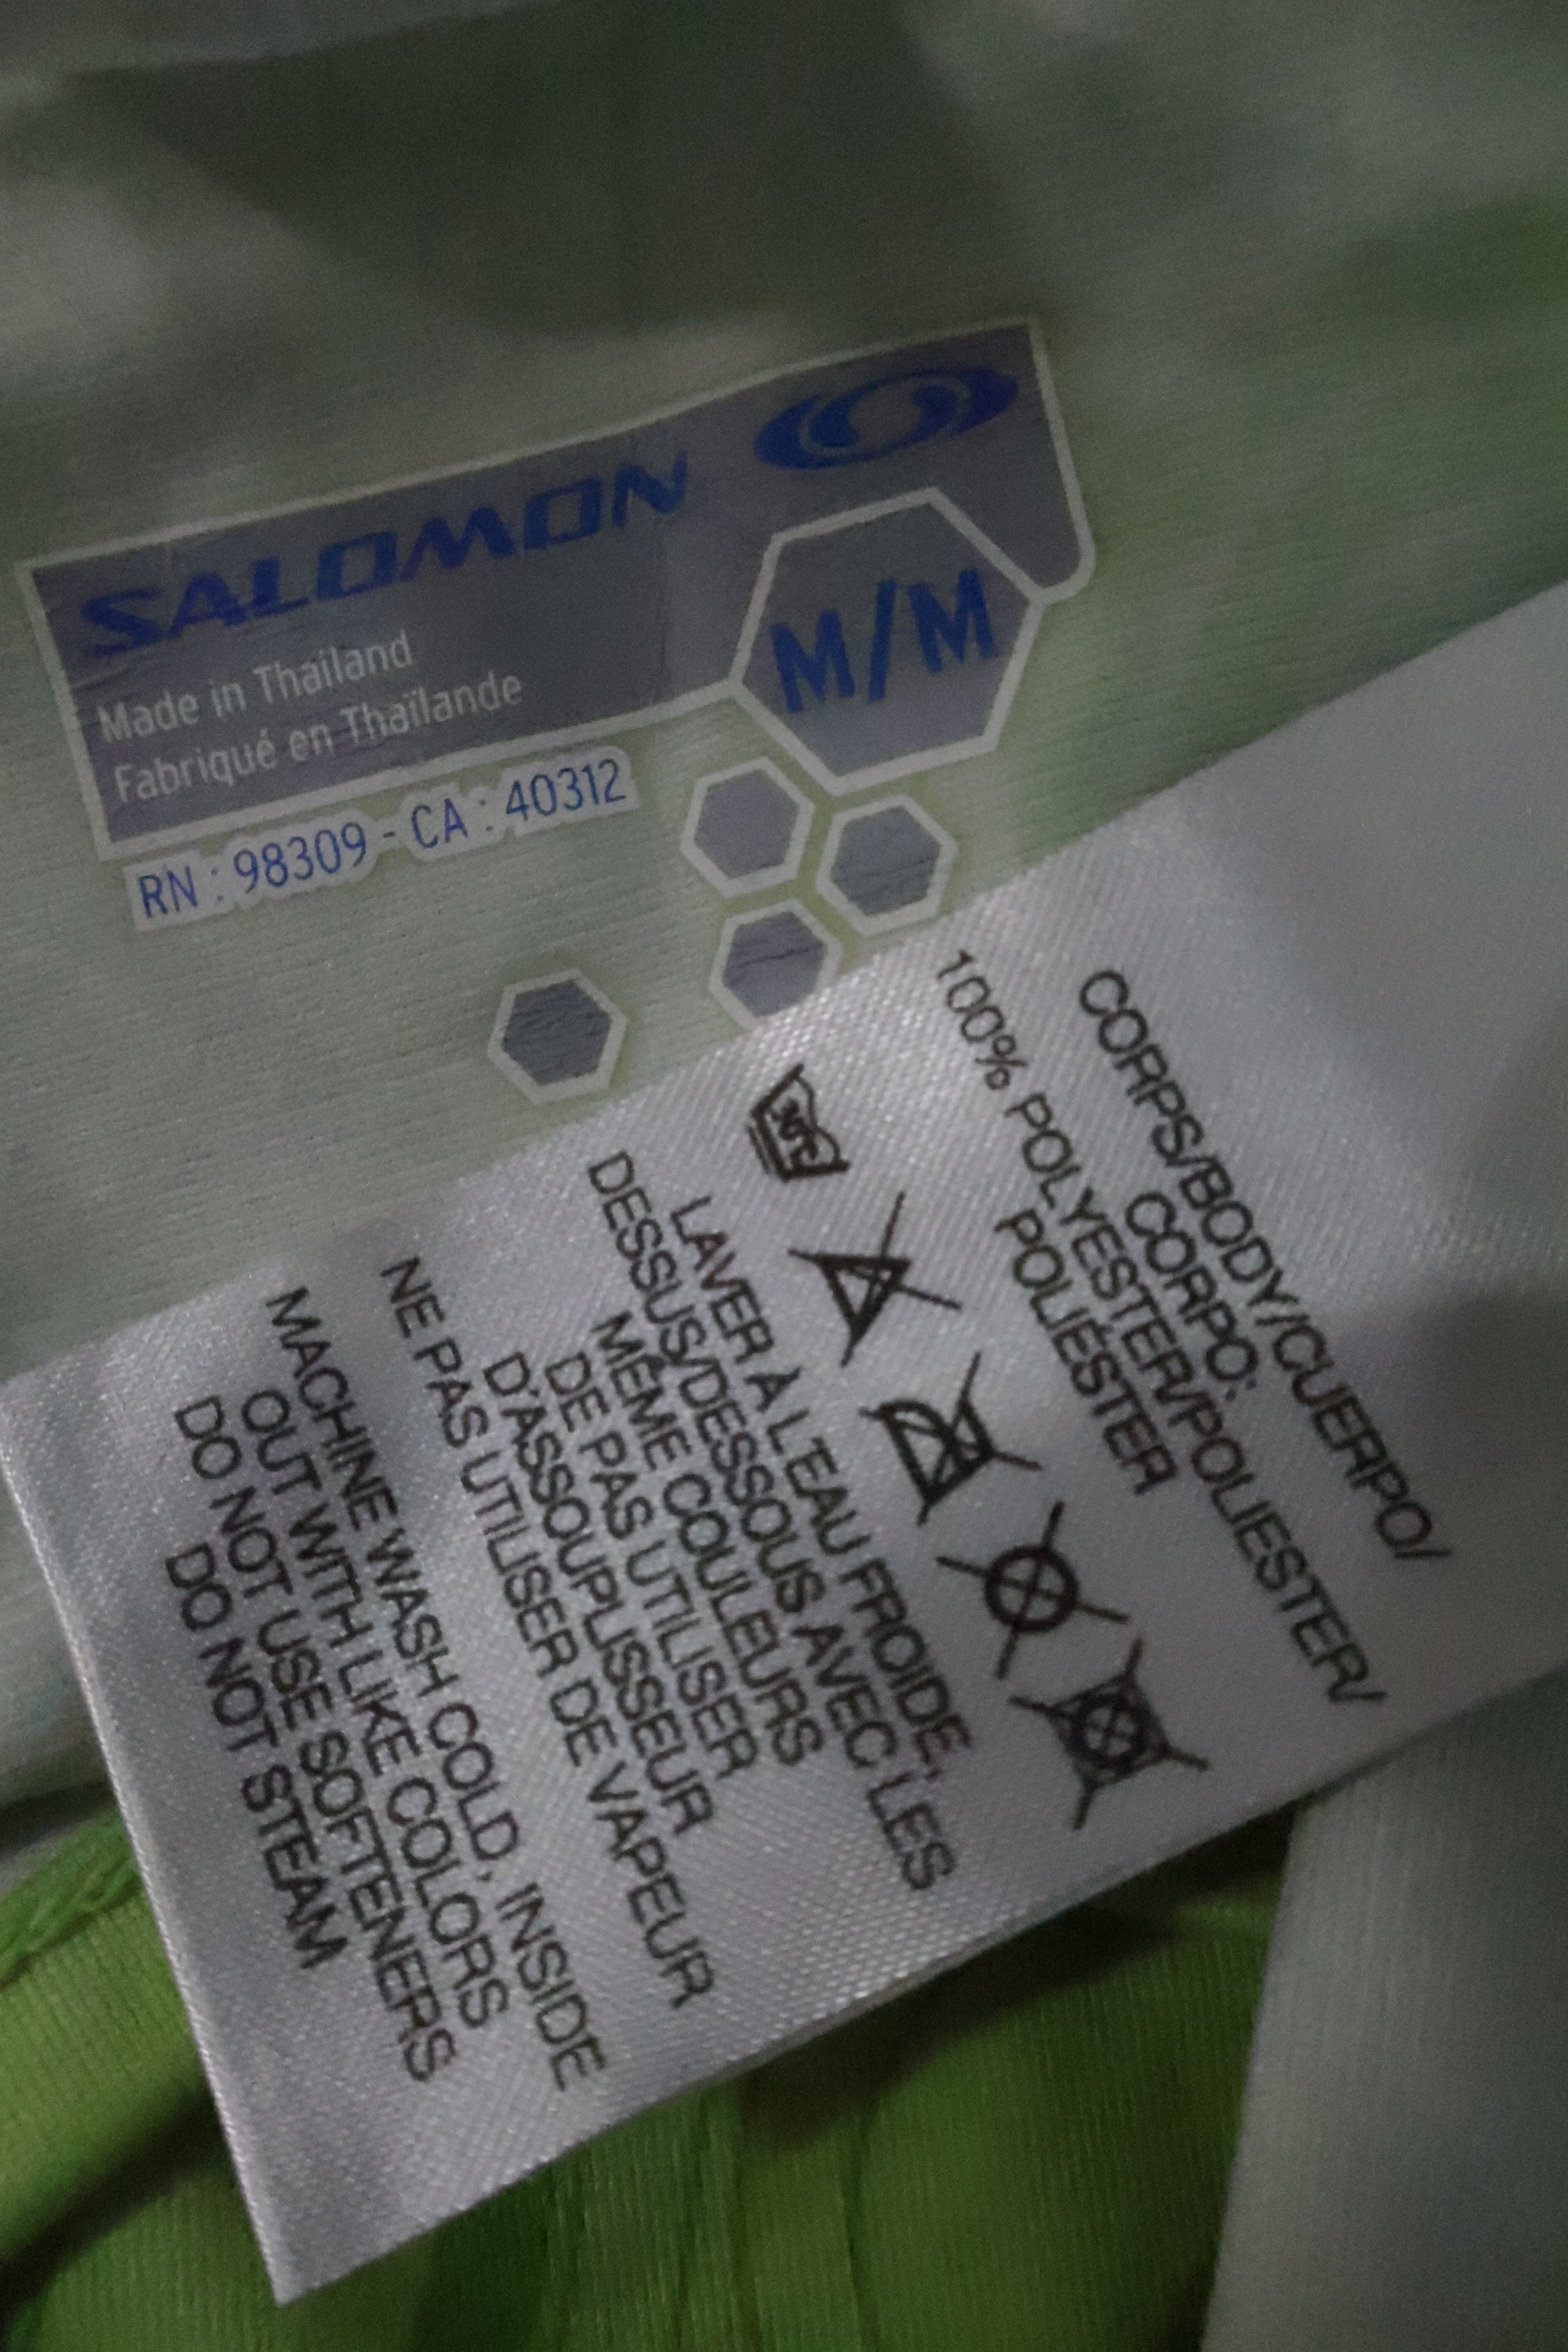 SALOMON
M/M
Made in Thailand
Fabriqué en Thaïlande
RN : 98309 - CA : 40312
CORPS/BODY/CUERPO/
CORPO:
100% POLYESTER/POLIESTER/
POLIÉSTER
30°C
LAVER À L'EAU FROIDE,
DESSUS/DESSOUS AVEC LES
MÊME COULEURS
DE PAS UTILISER
D'ASSOUPLISSEUR
NE PAS UTILISER DE VAPEUR
MACHINE WASH COLD, INSIDE
OUT WITH LIKE COLORS
DO NOT USE SOFTENERS
DO NOT STEAM